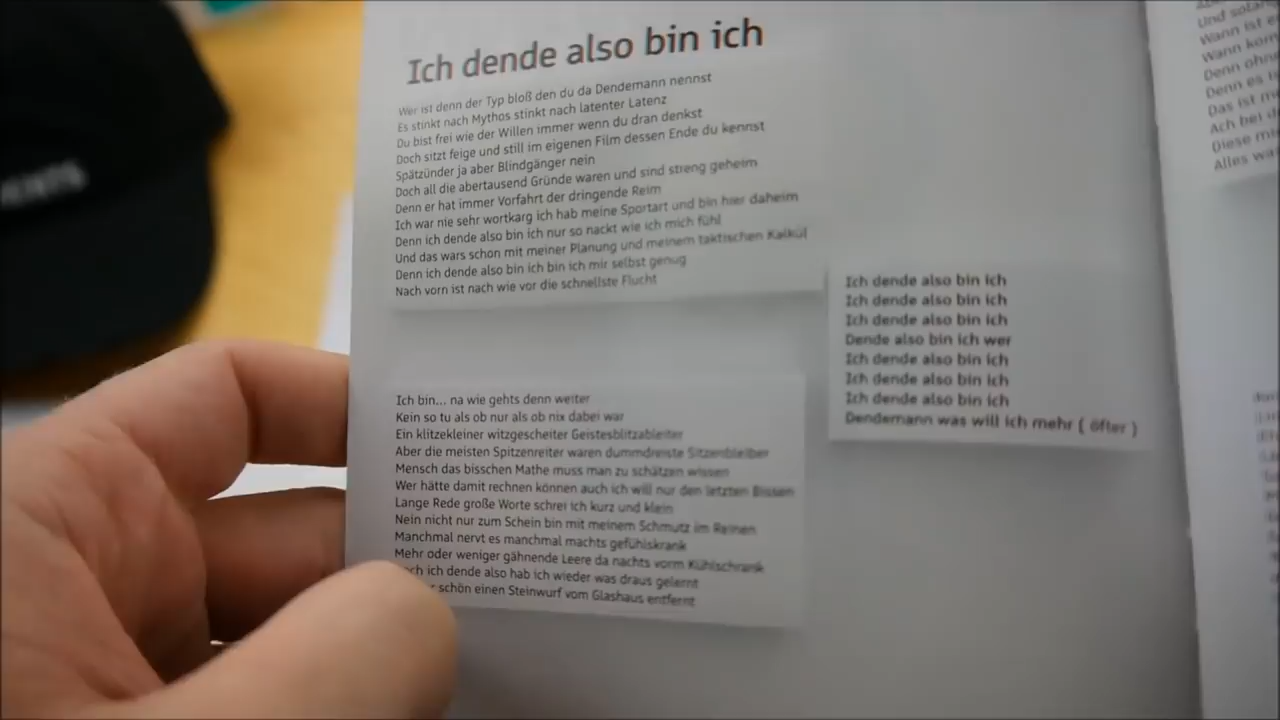 Ich dende also bin ich
Wer ist denn der Typ bloß den du da Dendemann nennst
Es stinkt nach Mythos stinkt nach latenter Latenz
Du bist frei wie der Willen immer wenn du dran denkst
Doch sitzt feige und still im eigenen Film dessen Ende du kennst
Spätzünder ja aber Blindgänger nein
Doch all die abertausend Gründe waren und sind streng geheim
Denn er hat immer Vorfahrt der dringende Reim
Ich war nie sehr wortkarg ich hab meine Sportart und bin hier daheim
Denn ich dende also bin ich nur so nackt wie ich mich fühl
Und das wars schon mit meiner Planung und meinem taktischen Kalkül
Denn ich dende also bin ich bin ich mir selbst genug
Nach vorn ist nach wie vor die schnellste Flucht
Ich bin... na wie gehts denn weiter
Kein so tu als ob nur als ob nix dabei war
Ein klitzekleiner witzgescheiter Geistesblitzableiter
Aber die meisten Spitzenreiter waren dummdreiste Sitzenbleiber
Mensch das bisschen Mathe muss man zu schätzen wissen
Wer hätte damit rechnen können auch ich will nur den letzten Bissen
Lange Rede große Worte schrei ich kurz und klein
Nein nicht nur zum Schein bin mit meinem Schmutz im Reinen
Manchmal nervt es manchmal machts gefühlskrank
Mehr oder weniger gähnende Leere da nachts vorm Kühlschrank
ich dende also hab ich wieder was draus gelernt
schön einen Steinwurf vom Glashaus entfernt
Ich dende also bin ich
Ich dende also bin ich
Ich dende also bin ich
Dende also bin ich wer
Ich dende also bin ich
Ich dende also bin ich
Ich dende also bin ich
Dendemann was will ich mehr ( öfter )
Und
Wann ist
Wann
Denn
Denn es
Das ist
Ach bei
Diese
Alles